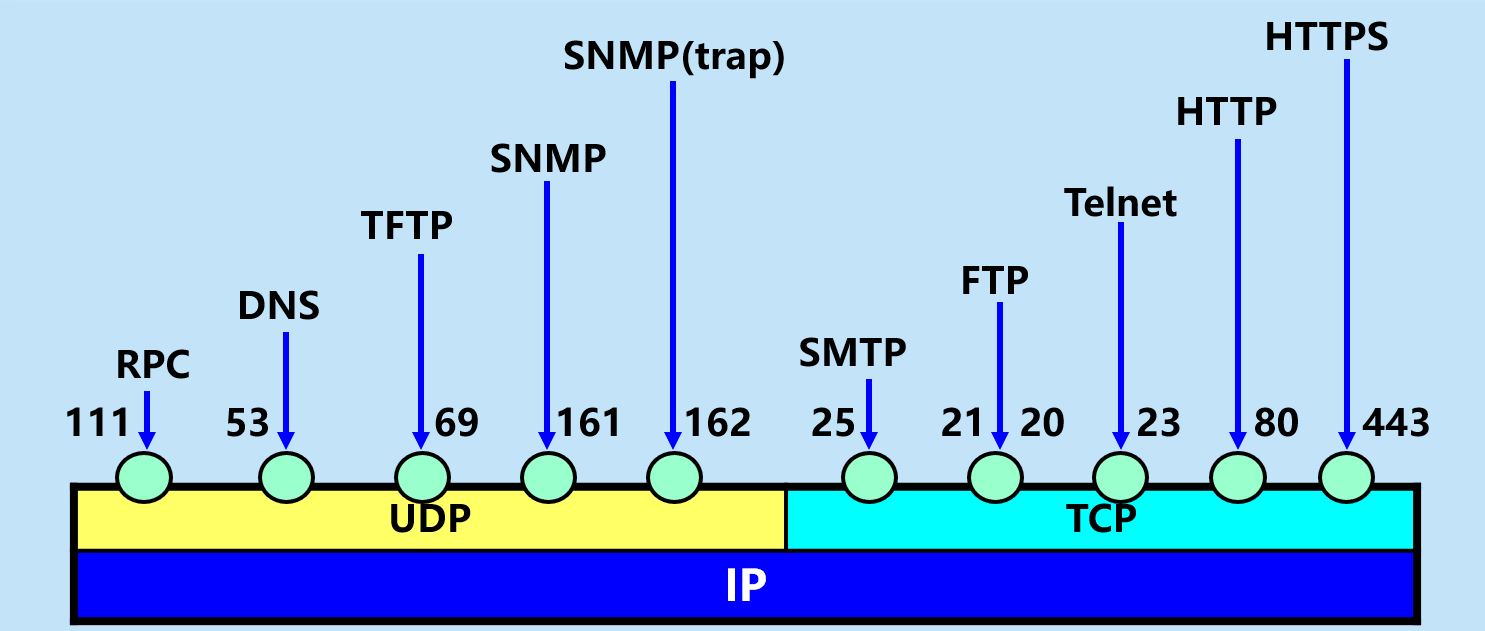 HTTPS
SNMP(trap)
HTTP
SNMP
Telnet
TFTP
FTP
DNS
SMTP
RPC
111 53 69 161 162 25 21 20 23 80 443
UDP TCP
IP